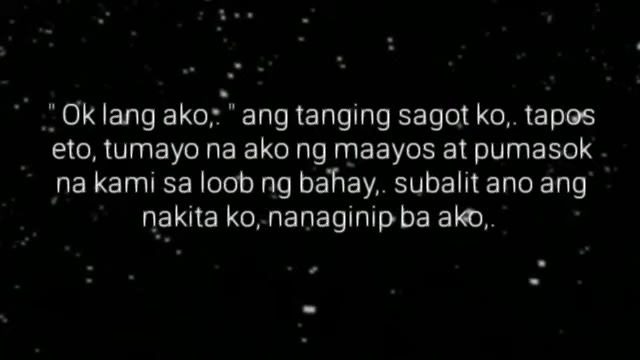 " Ok lang ako,. " ang tanging sagot ko,. tapos
eto, tumayo na ako ng maayos at pumasok
na kami sa loob ng bahay,. subalit ano ang
nakita ko, nanaginip ba ako,.